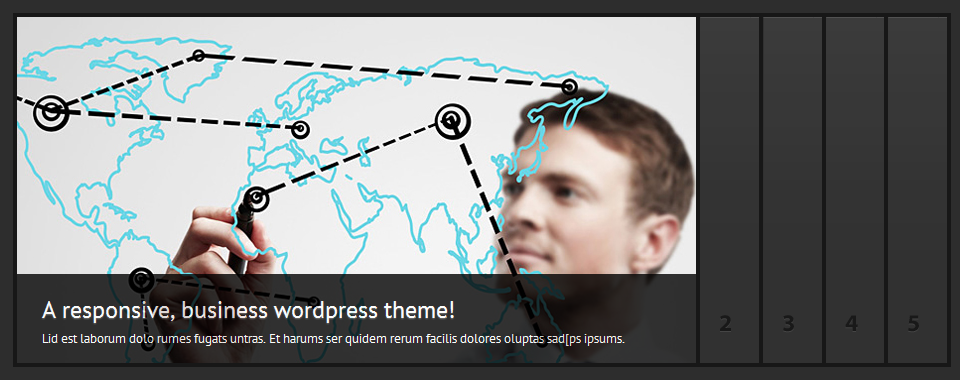 A responsive, business wordpress theme!
Lid est laborum dolo rumes fugats untras. Et harums ser quidem rerum facilis dolores oluptas sad[ps ipsums.
2 3 4 5